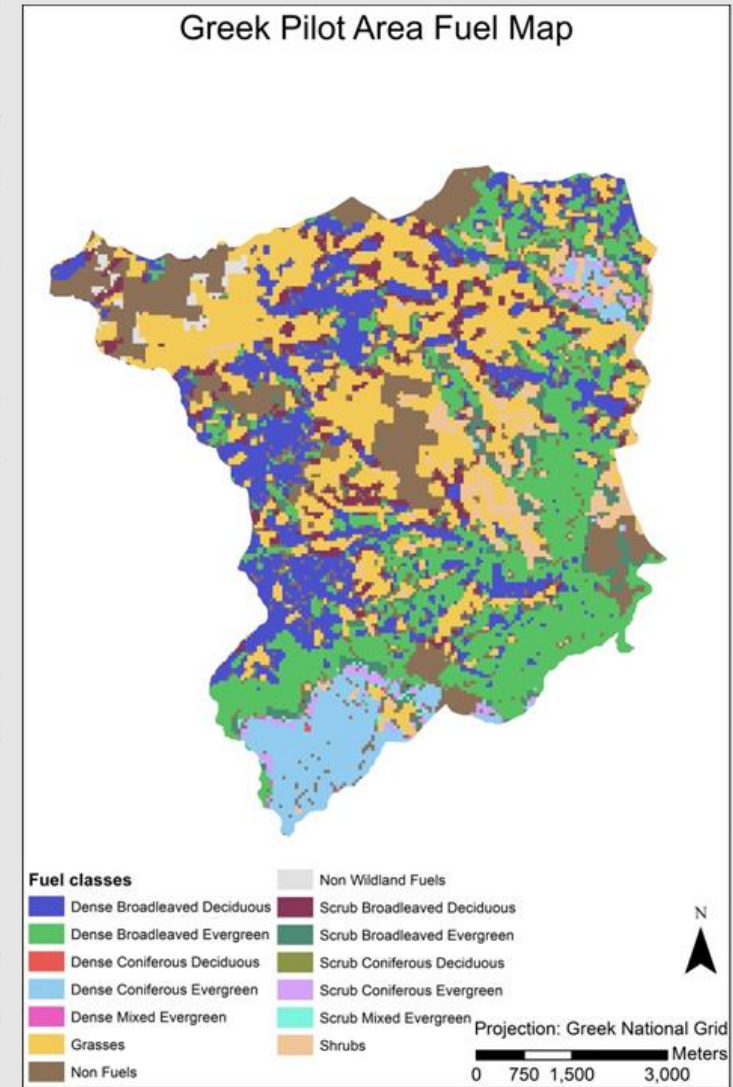 Greek Pilot Area Fuel Map
Fuel classes
Dense Broadleaved Deciduous
Dense Broadleaved Evergreen
Dense Coniferous Deciduous
Dense Coniferous Evergreen
Dense Mixed Evergreen
Grasses
Non Fuels
Non Wildland Fuels
Scrub Broadleaved Deciduous
Scrub Broadleaved Evergreen
Scrub Coniferous Deciduous
Scrub Coniferous Evergreen
Scrub Mixed Evergreen
Shrubs
N
Projection: Greek National Grid
Meters
0 750 1,500 3,000